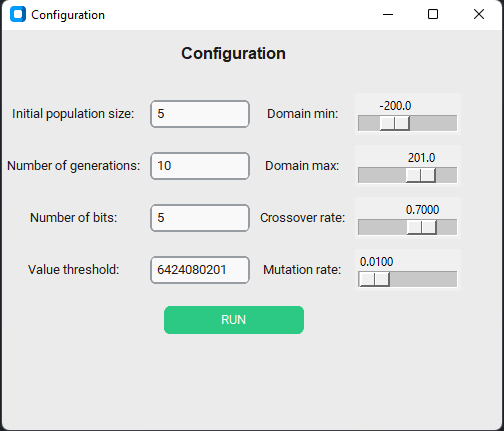 Configuration
Configuration
Initial population size: 5 Domain min: -200.0
Number of generations: 10 Domain max: 201.0
Number of bits: 5 Crossover rate: 0.7000
Value threshold: 6424080201 Mutation rate: 0.0100
RUN